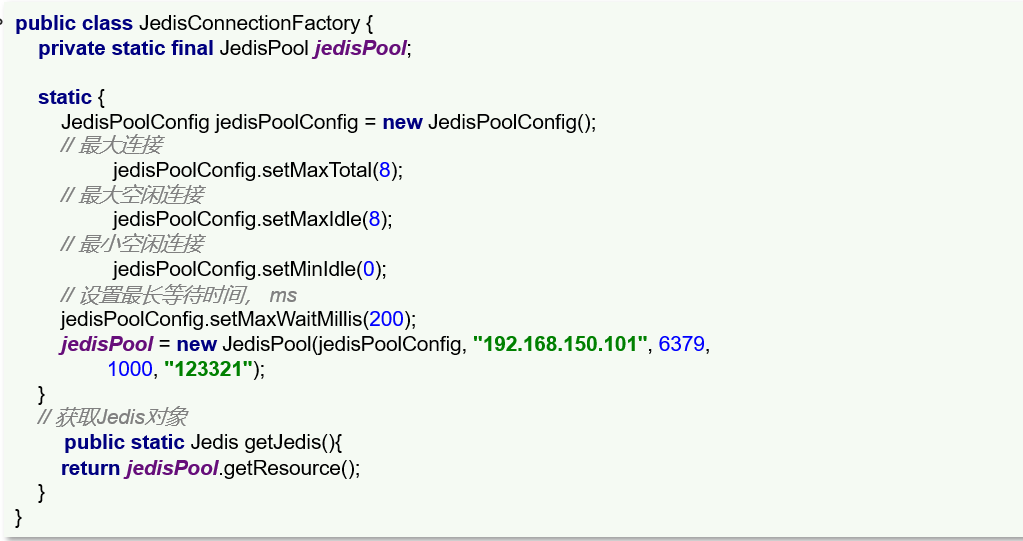 public class JedisConnectionFactory {
private static final JedisPool jedisPool;
static {
JedisPoolConfig jedisPoolConfig = new JedisPoolConfig();
// 最大连接
jedisPoolConfig.setMaxTotal(8);
// 最大空闲连接
jedisPoolConfig.setMaxIdle(8);
// 最小空闲连接
jedisPoolConfig.setMinIdle(0);
// 设置最长等待时间， ms
jedisPoolConfig.setMaxWaitMillis(200);
jedisPool = new JedisPool(jedisPoolConfig, "192.168.150.101", 6379,
1000, "123321");
}
// 获取Jedis对象
public static Jedis getJedis(){
return jedisPool.getResource();
}
}